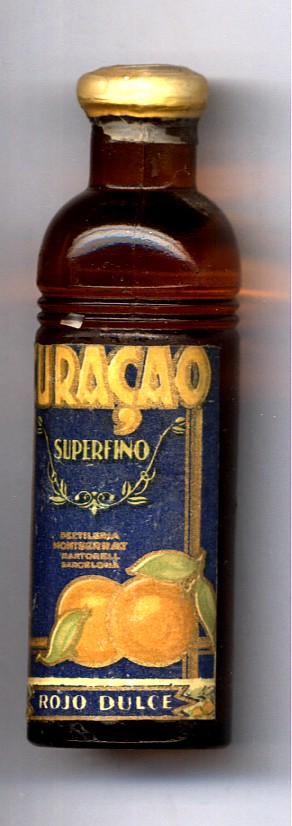 URAÇAO
SUPERFINO
DESTILERIA
MONTSERRAT
MARTORELL
BARCELONA
ROJO DULCE